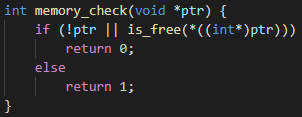 int memory_check(void *ptr) {
    if (!ptr || is_free(*((int*)ptr)))
        return 0;
    else
        return 1;
}